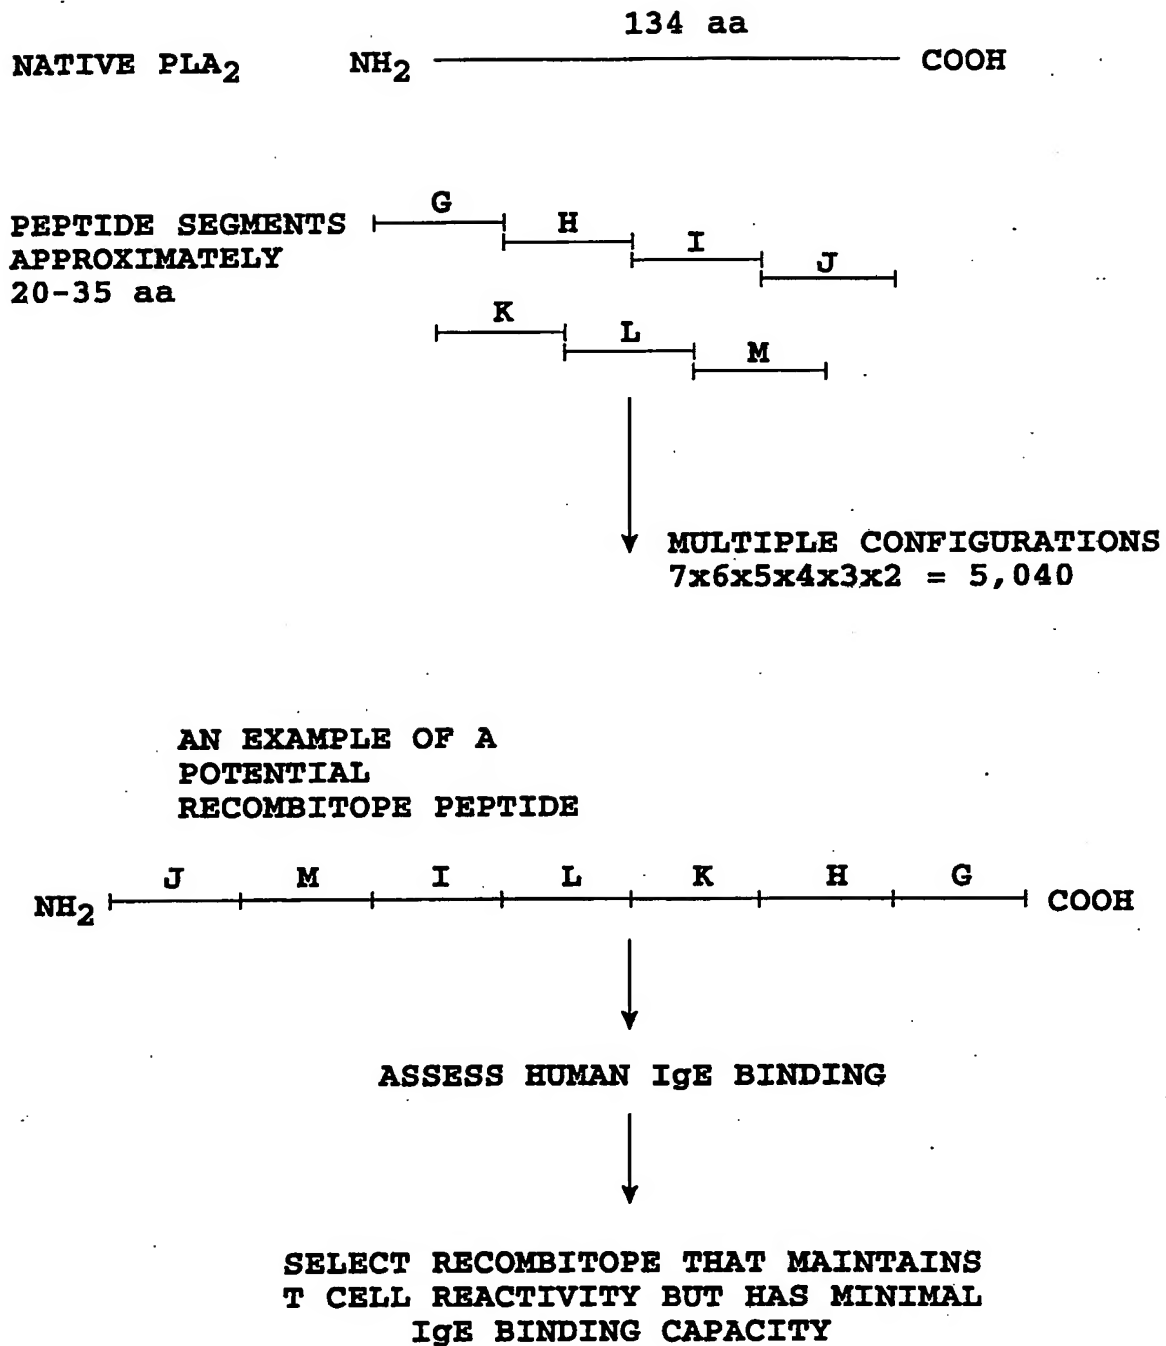 134 aa
NATIVE PLA2 NH2 COOH
G
PEPTIDE SEGMENTS H
APPROXIMATELY I
20-35 aa J
K
L
M
MULTIPLE CONFIGURATIONS
7x6x5x4x3x2 = 5,040
AN EXAMPLE OF A
POTENTIAL
RECOMBITOPE PEPTIDE
J M I L K H G
NH2 COOH
ASSESS HUMAN IgE BINDING
SELECT RECOMBITOPE THAT MAINTAINS
T CELL REACTIVITY BUT HAS MINIMAL
IgE BINDING CAPACITY